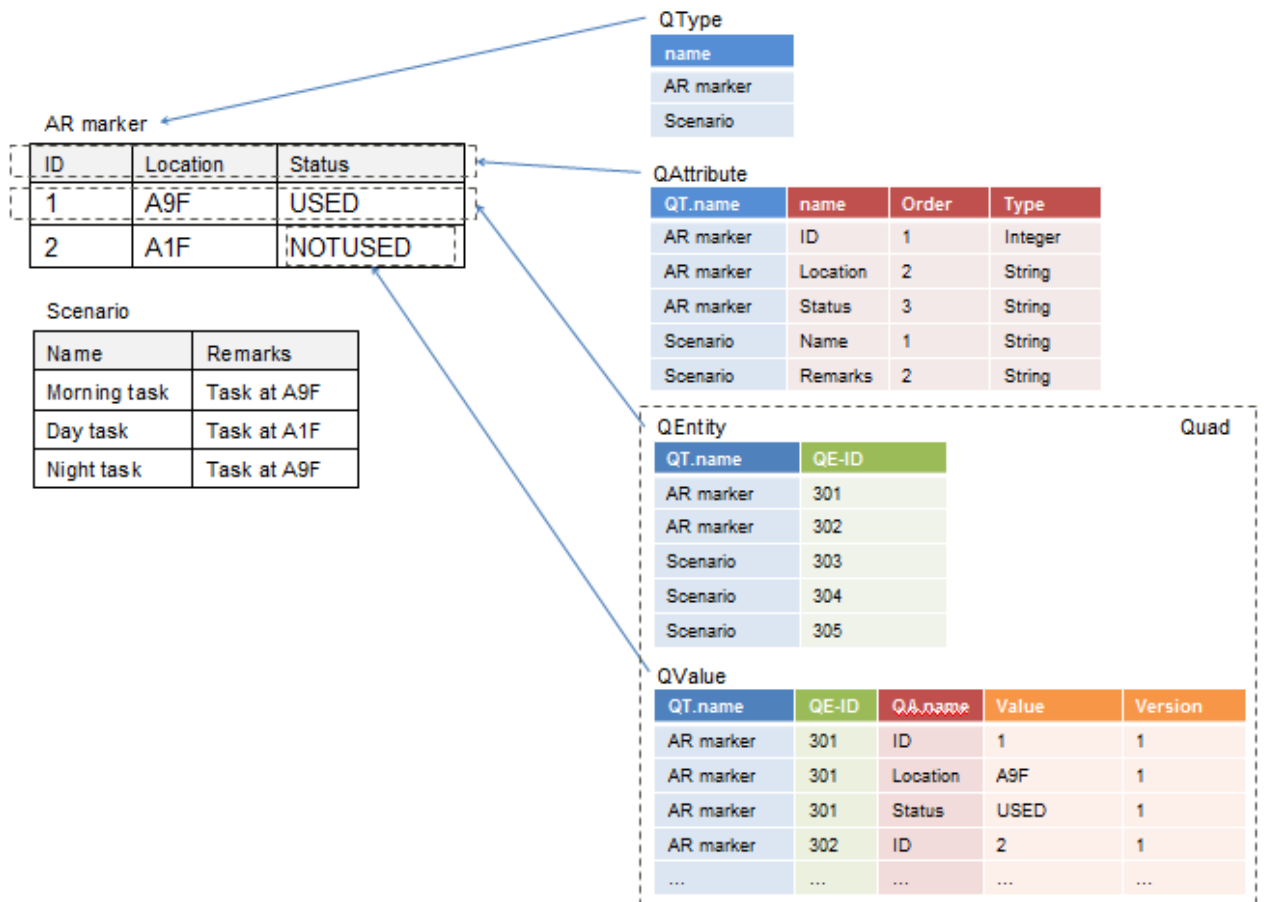 AR marker
ID Location Status
1 A9F USED
2 A1F NOTUSED
Scenario
Name Remarks
Morning task Task at A9F
Day task Task at A1F
Night task Task at A9F
QType
name
AR marker
Scenario
QAttribute
QT.name name Order Type
AR marker ID 1 Integer
AR marker Location 2 String
AR marker Status 3 String
Scenario Name 1 String
Scenario Remarks 2 String
QEntity Quad
QT.name QE-ID
AR marker 301
AR marker 302
Scenario 303
Scenario 304
Scenario 305
QValue
QT.name QE-ID QA.name Value Version
AR marker 301 ID 1 1
AR marker 301 Location A9F 1
AR marker 301 Status USED 1
AR marker 302 ID 2 1
... ... ... ... ...